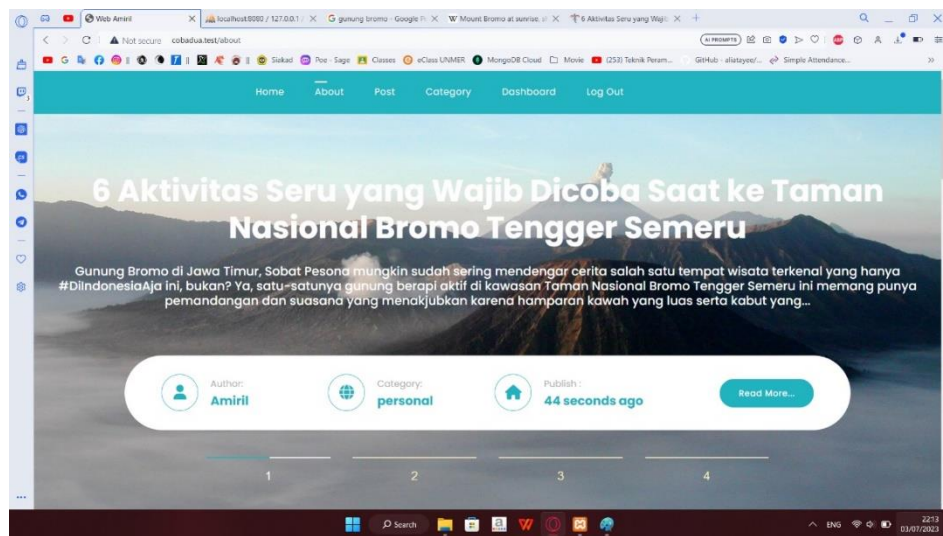 Web Amiril
localhost:8080 / 127.0.0.1 /
G gunung bromo - Google
W Mount Bromo at sunrise,
6 Aktivitas Seru yang Wajib
Not secure cobadua.test/about
AI PROMPTS
Siakad
Poe - Sage
Classes
eClass UNMER
MongoDB Cloud
Movie
(253) Teknik Peram...
GitHub - aliatayee/...
Simple Attendance...
Home About Post Category Dashboard Log Out
6 Aktivitas Seru yang Wajib Dicoba Saat ke Taman
Nasional Bromo Tengger Semeru
Gunung Bromo di Jawa Timur, Sobat Pesona mungkin sudah sering mendengar cerita salah satu tempat wisata terkenal yang hanya
#DiIndonesiaAja ini, bukan? Ya, satu-satunya gunung berapi aktif di kawasan Taman Nasional Bromo Tengger Semeru ini memang punya
pemandangan dan suasana yang menakjubkan karena hamparan kawah yang luas serta kabut yang...
Author:
Amiril
Category:
personal
Publish :
44 seconds ago
Read More...
1 2 3 4
Search
ENG
22:13
03/07/2023